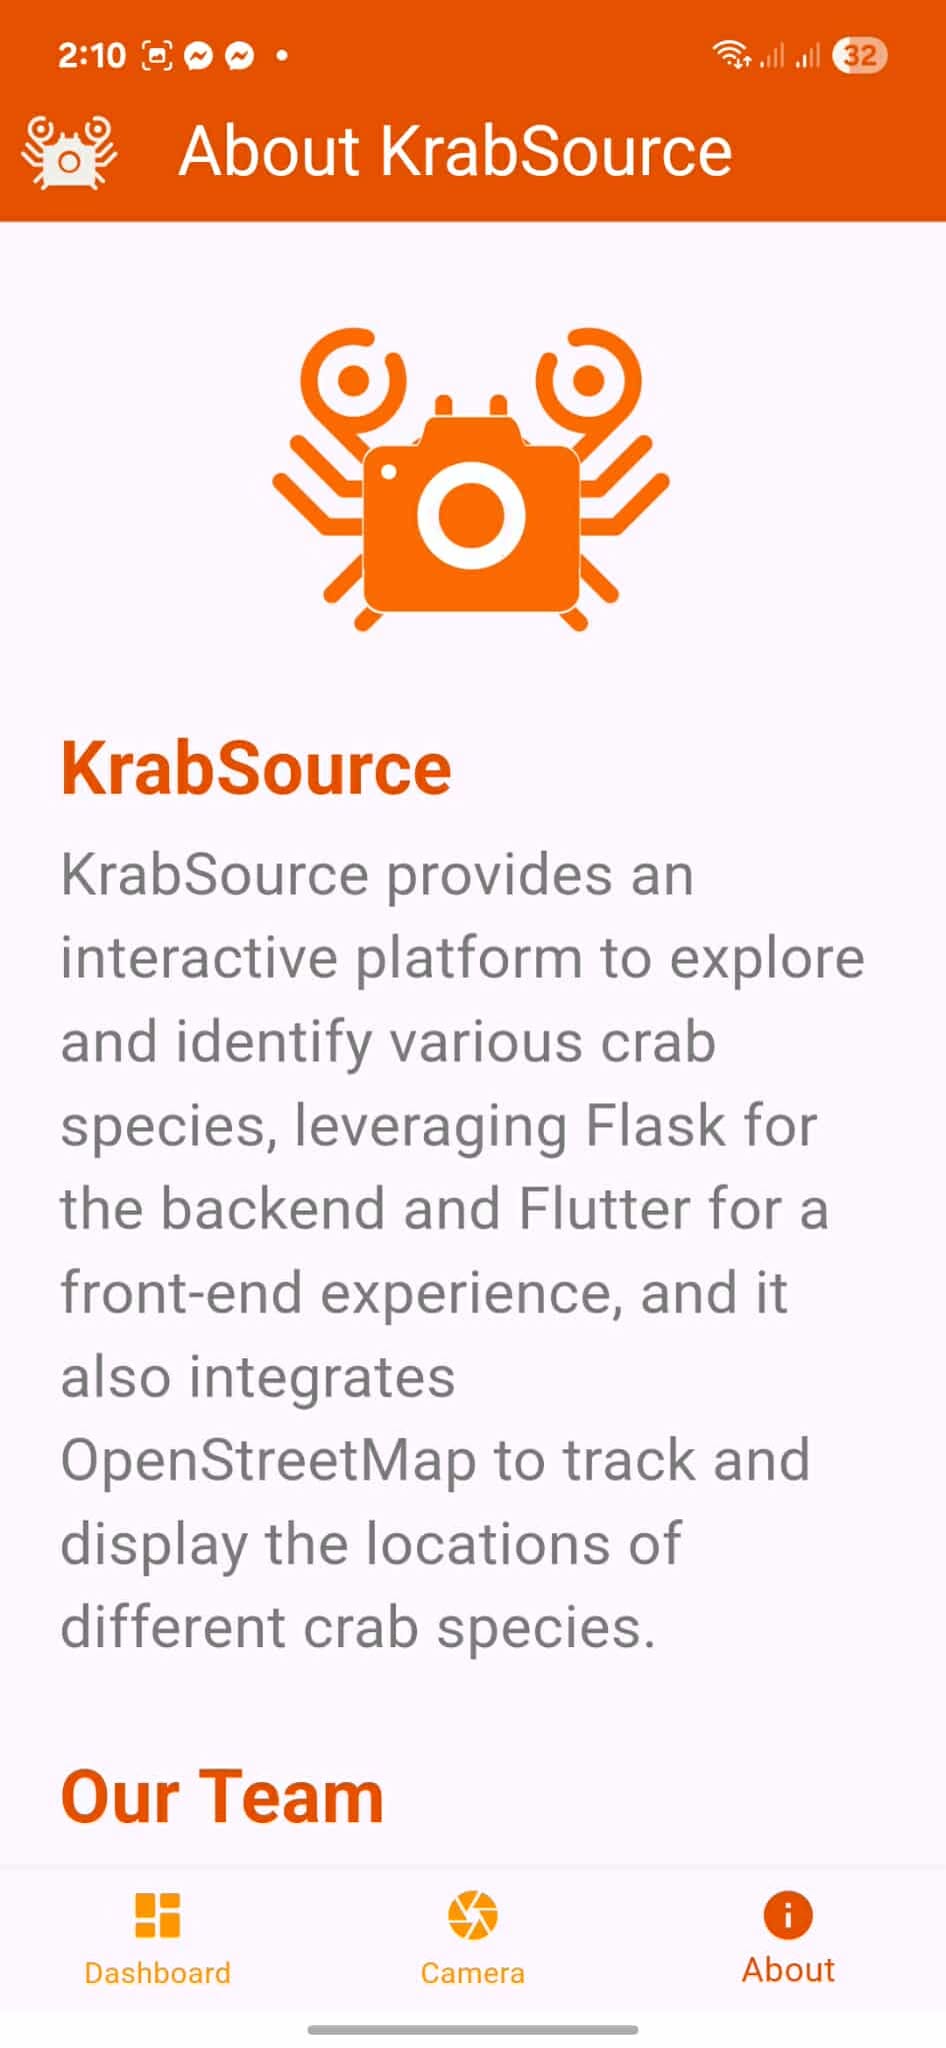 2:10
32
About KrabSource
KrabSource
KrabSource provides an
interactive platform to explore
and identify various crab
species, leveraging Flask for
the backend and Flutter for a
front-end experience, and it
also integrates
OpenStreetMap to track and
display the locations of
different crab species.
Our Team
Dashboard
Camera
About